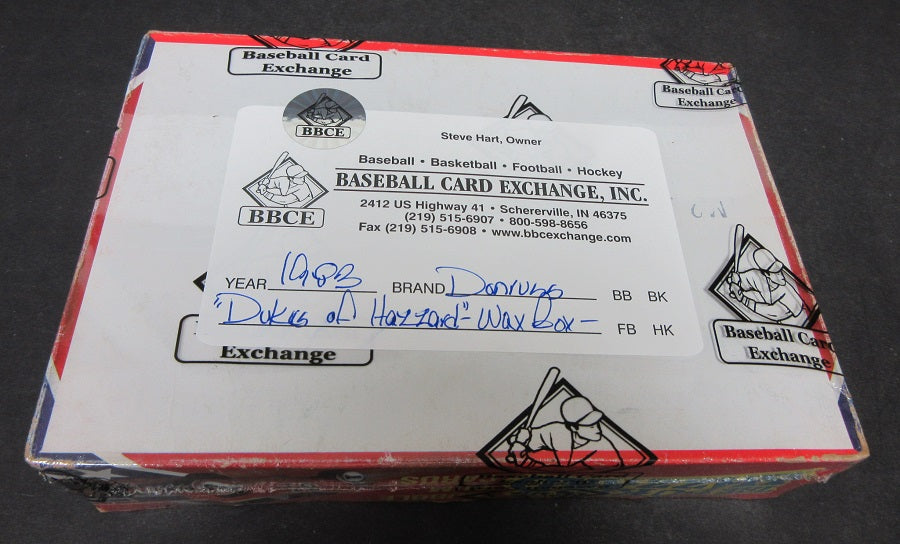 Baseball Card
Exchange
Baseball Card
Exchange
BBCE
Steve Hart, Owner
Baseball • Basketball • Football • Hockey
BASEBALL CARD EXCHANGE, INC.
BBCE
2412 US Highway 41 • Schererville, IN 46375
(219) 515-6907 • 800-598-8656
Fax (219) 515-6908 • www.bbcexchange.com
YEAR 1983 BRAND Donruss BB BK
"Dukes of Hazzard" - Wax Box - FB HK
Exchange
Baseball Card
Exchange